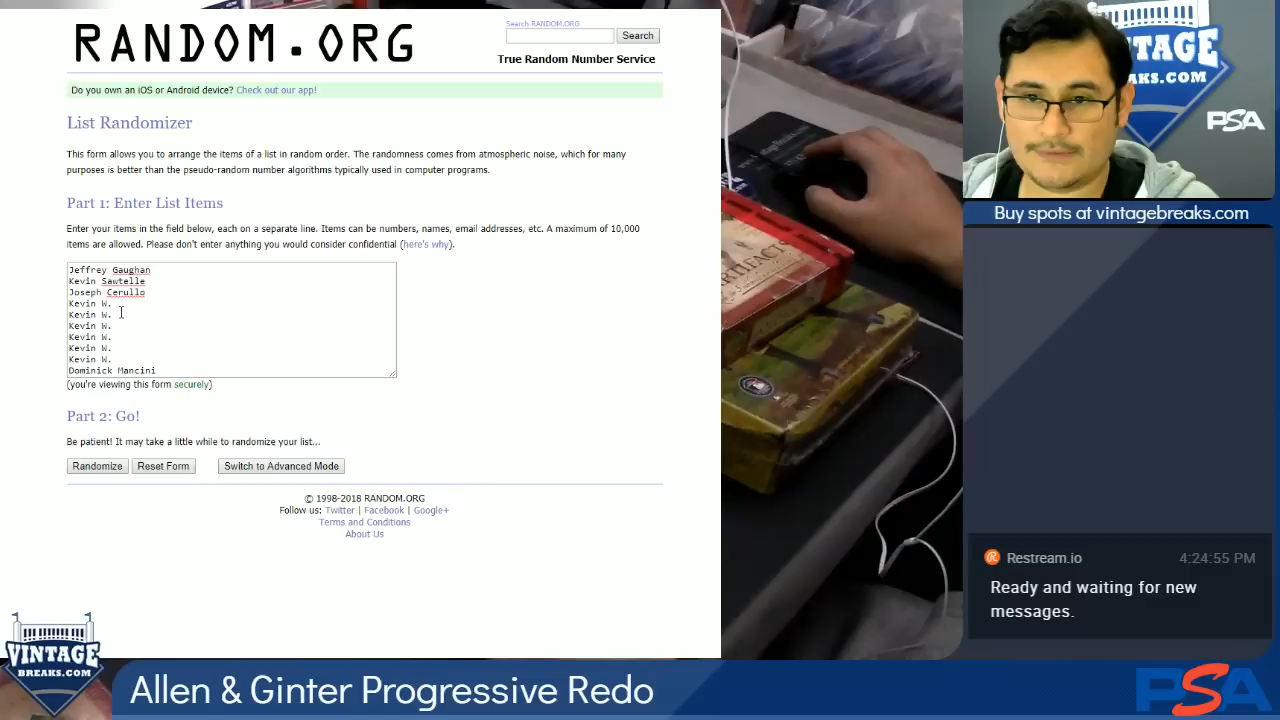 RANDOM.ORG
Search RANDOM.ORG
Search
True Random Number Service
Do you own an iOS or Android device? Check out our app!
List Randomizer
This form allows you to arrange the items of a list in random order. The randomness comes from atmospheric noise, which for many
purposes is better than the pseudo-random number algorithms typically used in computer programs.
Part 1: Enter List Items
Enter your items in the field below, each on a separate line. Items can be numbers, names, email addresses, etc. A maximum of 10,000
items are allowed. Please don't enter anything you would consider confidential (here's why).
Jeffrey Gaughan
Kevin Sawtelle
Joseph Cerullo
Kevin W.
Kevin W.
Kevin W.
Kevin W.
Kevin W.
Kevin W.
Dominick Mancini
(you're viewing this form securely)
Part 2: Go!
Be patient! It may take a little while to randomize your list...
Randomize
Reset Form
Switch to Advanced Mode
© 1998-2018 RANDOM.ORG
Follow us: Twitter | Facebook | Google+
Terms and Conditions
About Us
VINTAGE
BREAKS.COM
PSA
Buy spots at vintagebreaks.com
Restream.io
4:24:55 PM
Ready and waiting for new
messages.
VINTAGE
BREAKS.COM
Allen & Ginter Progressive Redo
PSA